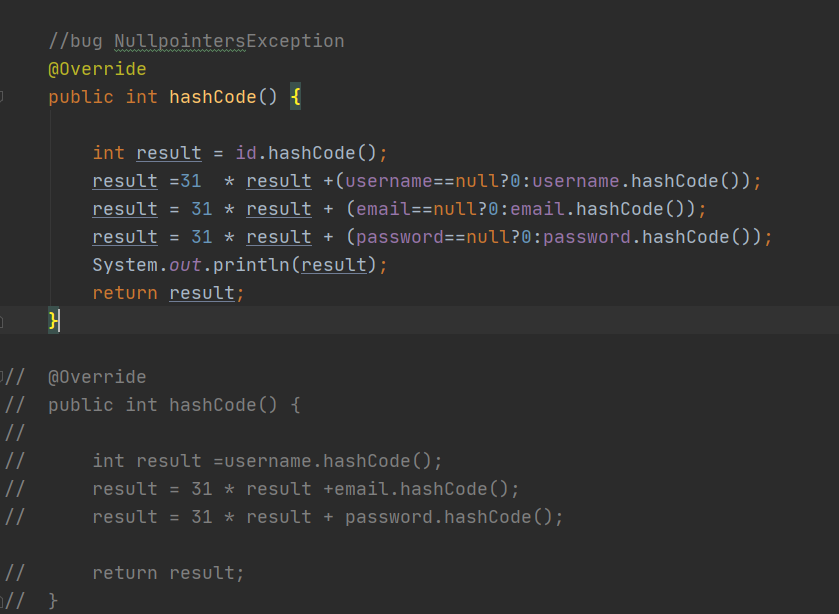 //bug NullpointersException
@Override
public int hashCode() {
int result = id.hashCode();
result =31  * result +(username==null?0:username.hashCode());
result = 31 * result + (email==null?0:email.hashCode());
result = 31 * result + (password==null?0:password.hashCode());
System.out.println(result);
return result;
}
//  @Override
//  public int hashCode() {
//
//      int result =username.hashCode();
//      result = 31 * result +email.hashCode();
//      result = 31 * result + password.hashCode();
//      return result;
//  }